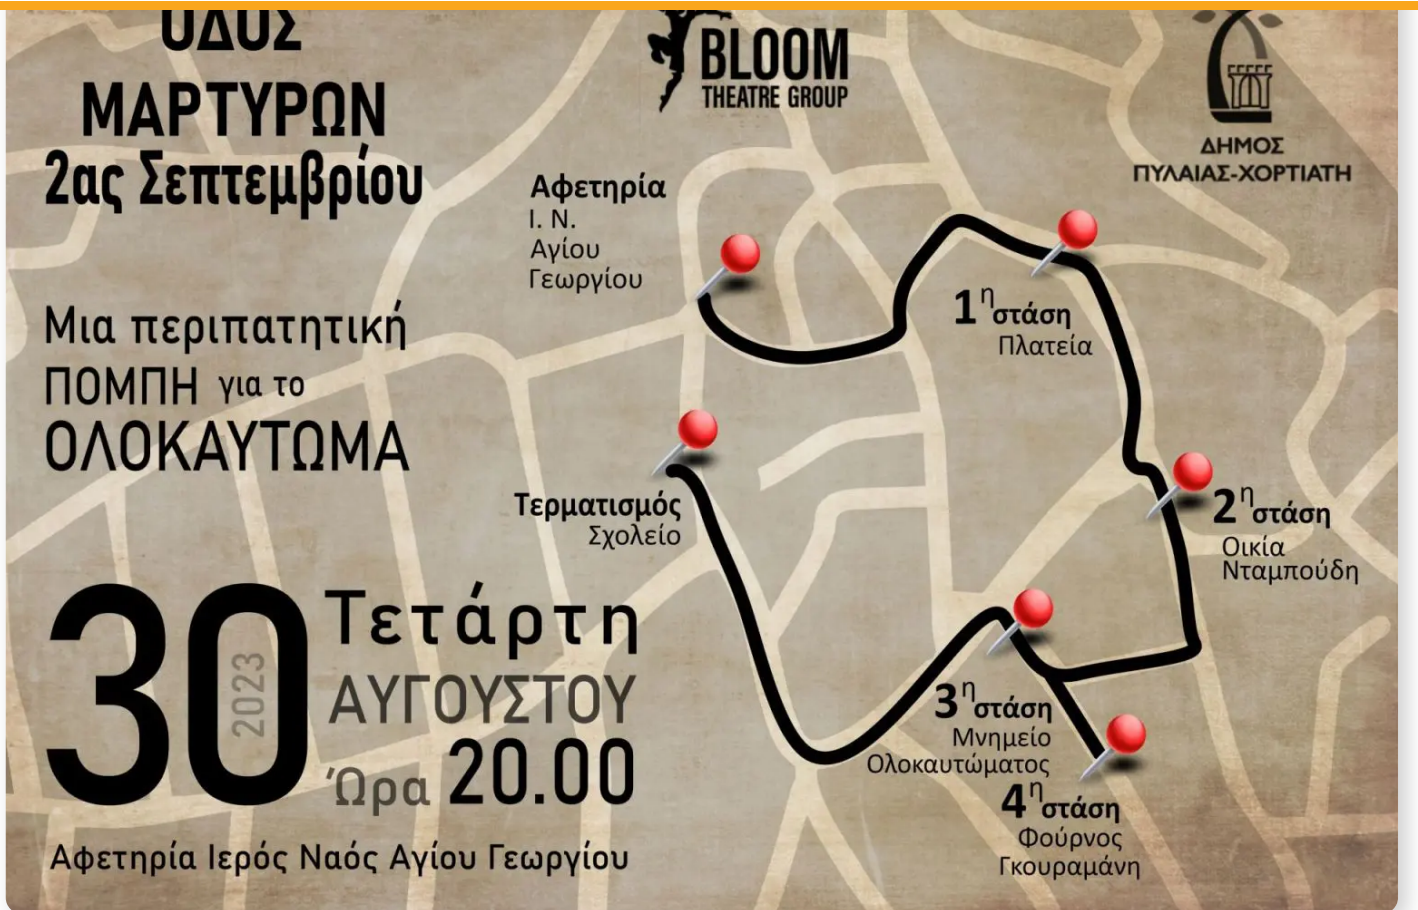 ΟΔΟΣ
ΜΑΡΤΥΡΩΝ
2ας Σεπτεμβρίου
Μια περιπατητική
ΠΟΜΠΗ για το
ΟΛΟΚΑΥΤΩΜΑ
30
2023
Τετάρτη
ΑΥΓΟΥΣΤΟΥ
Ώρα 20.00
Αφετηρία Ιερός Ναός Αγίου Γεωργίου
BLOOM
THEATRE GROUP
ΔΗΜΟΣ
ΠΥΛΑΙΑΣ-ΧΟΡΤΙΑΤΗ
Αφετηρία
Ι. Ν.
Αγίου
Γεωργίου
1η στάση
Πλατεία
2η στάση
Οικία
Νταμπούδη
3η στάση
Μνημείο
Ολοκαυτώματος
4η στάση
Φούρνος
Γκουραμάνη
Τερματισμός
Σχολείο